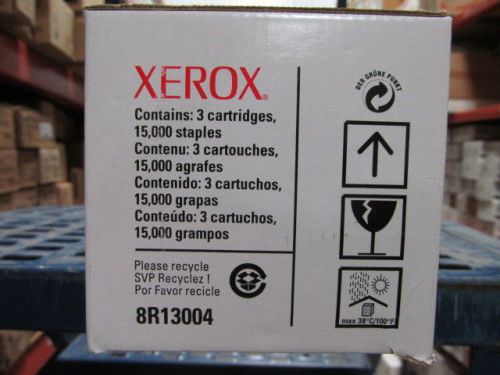 XEROX®
Contains: 3 cartridges,
15,000 staples
Contenu: 3 cartouches,
15,000 agrafes
Contenido: 3 cartuchos,
15,000 grapas
Conteúdo: 3 cartuchos,
15,000 grampos
Please recycle
SVP Recyclez !
Por Favor recicle
8R13004
DER GRÜNE PUNKT
max 38°C/100°F